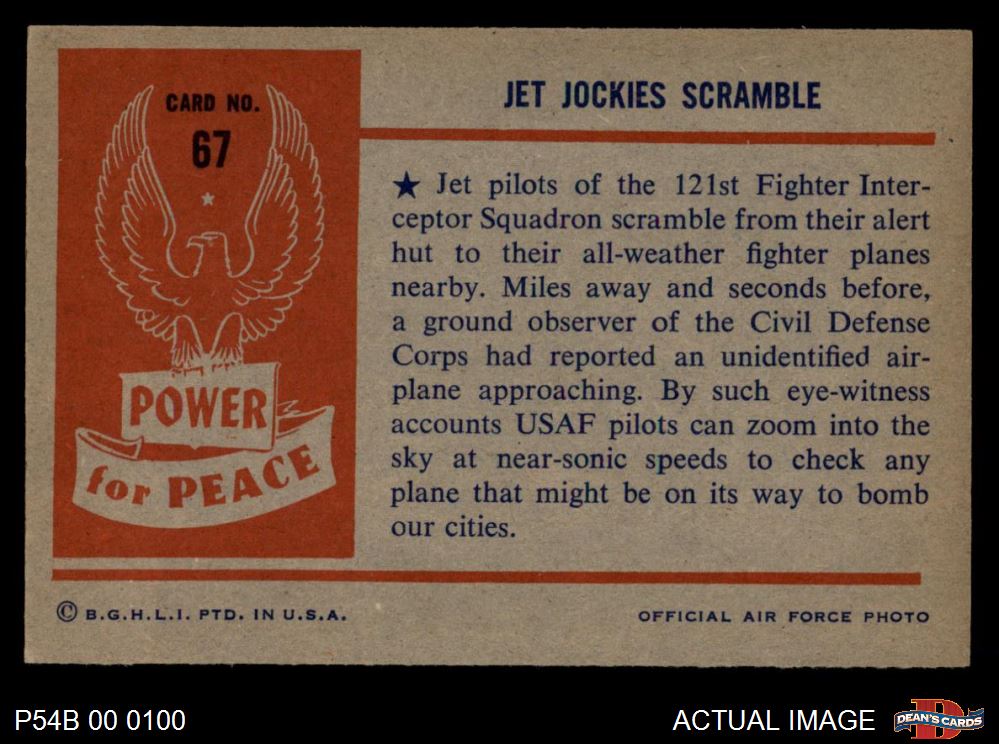 CARD NO.
67
POWER
for PEACE
JET JOCKIES SCRAMBLE
★ Jet pilots of the 121st Fighter Inter-
ceptor Squadron scramble from their alert
hut to their all-weather fighter planes
nearby. Miles away and seconds before,
a ground observer of the Civil Defense
Corps had reported an unidentified air-
plane approaching. By such eye-witness
accounts USAF pilots can zoom into the
sky at near-sonic speeds to check any
plane that might be on its way to bomb
our cities.
© B.G.H.L.I. PTD. IN U.S.A.
OFFICIAL AIR FORCE PHOTO
P54B 00 0100
ACTUAL IMAGE
D
DEAN'S CARDS